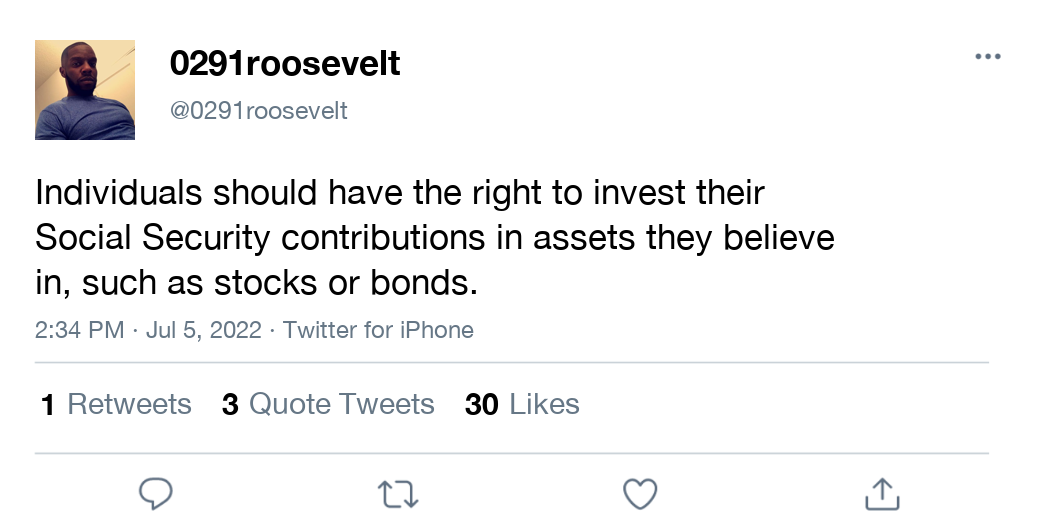 0291roosevelt
@0291roosevelt
Individuals should have the right to invest their
Social Security contributions in assets they believe
in, such as stocks or bonds.
2:34 PM · Jul 5, 2022 · Twitter for iPhone
1 Retweets 3 Quote Tweets 30 Likes